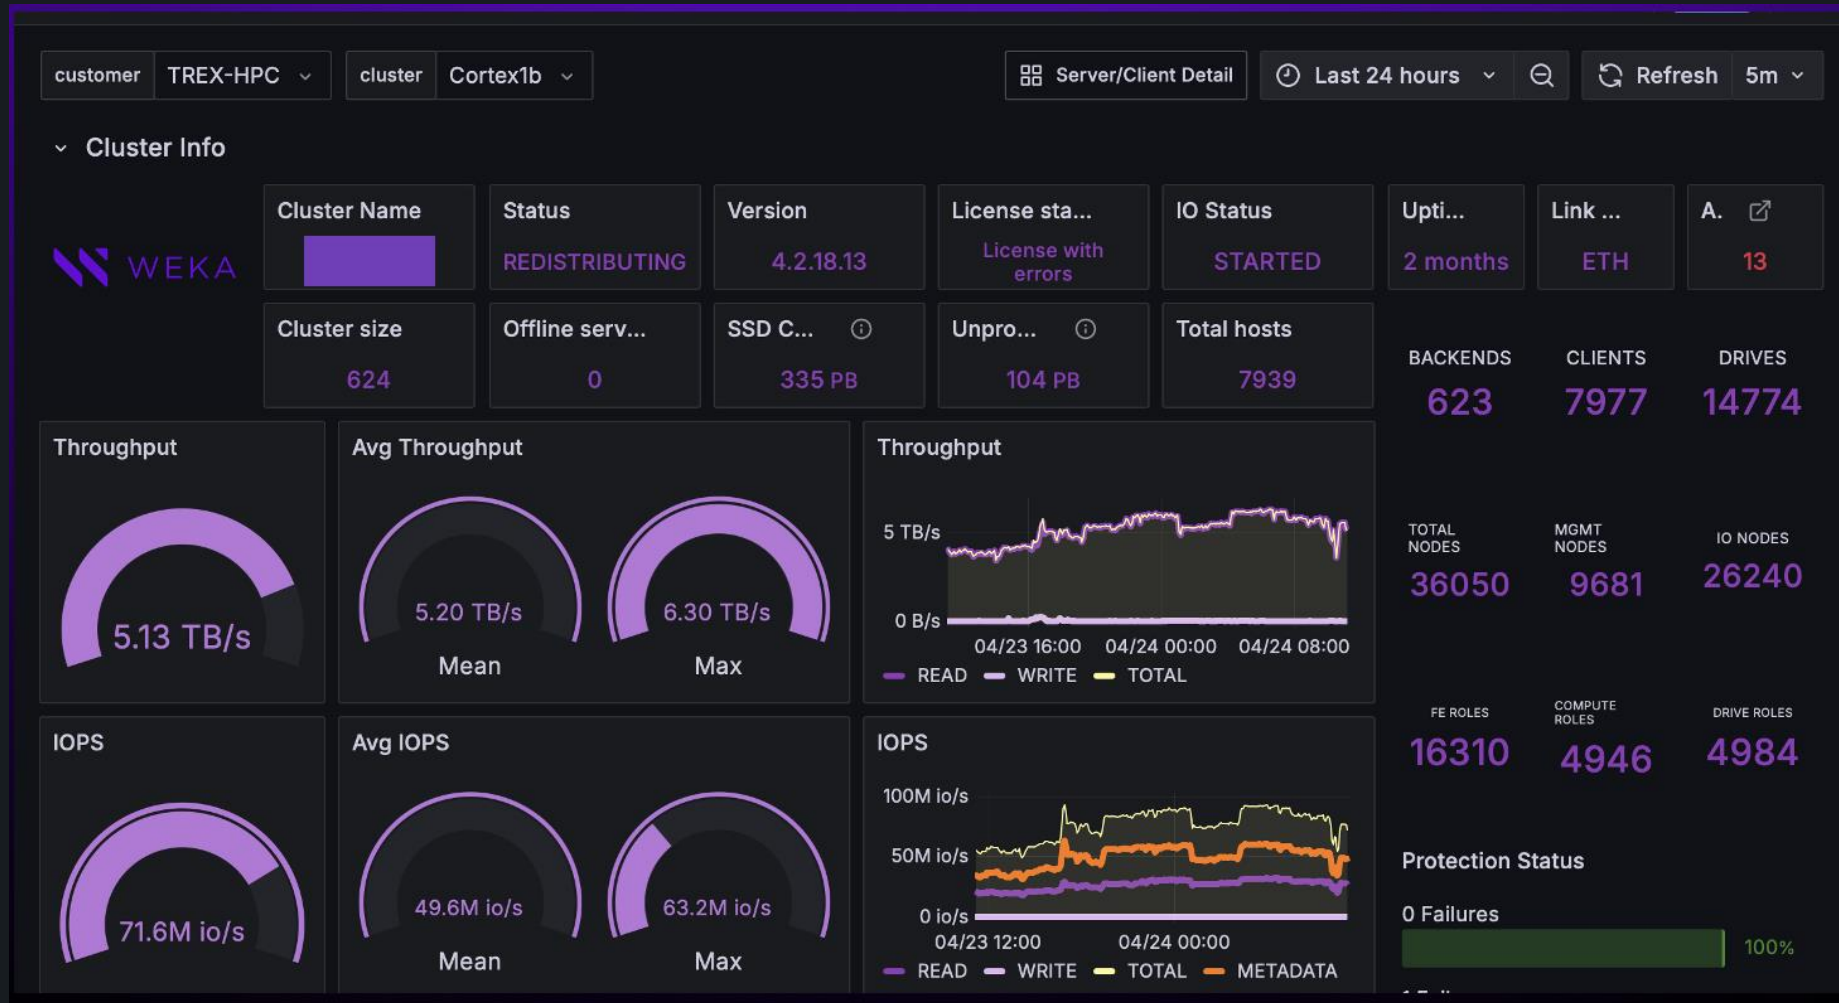 customer TREX-HPC
cluster Cortex1b
Server/Client Detail
Last 24 hours
Refresh 5m
Cluster Info
WEKA
Cluster Name
Status
REDISTRIBUTING
Version
4.2.18.13
License sta...
License with
errors
IO Status
STARTED
Upti...
2 months
Link ...
ETH
A.
13
Cluster size
624
Offline serv...
0
SSD C...
335 PB
Unpro...
104 PB
Total hosts
7939
BACKENDS
623
CLIENTS
7977
DRIVES
14774
Throughput
5.13 TB/s
Avg Throughput
5.20 TB/s
Mean
6.30 TB/s
Max
Throughput
5 TB/s
0 B/s
04/23 16:00 04/24 00:00 04/24 08:00
READ WRITE TOTAL
TOTAL
NODES
36050
MGMT
NODES
9681
IO NODES
26240
FE ROLES
16310
COMPUTE
ROLES
4946
DRIVE ROLES
4984
IOPS
71.6M io/s
Avg IOPS
49.6M io/s
Mean
63.2M io/s
Max
IOPS
100M io/s
50M io/s
0 io/s
04/23 12:00 04/24 00:00
READ WRITE TOTAL METADATA
Protection Status
0 Failures
100%